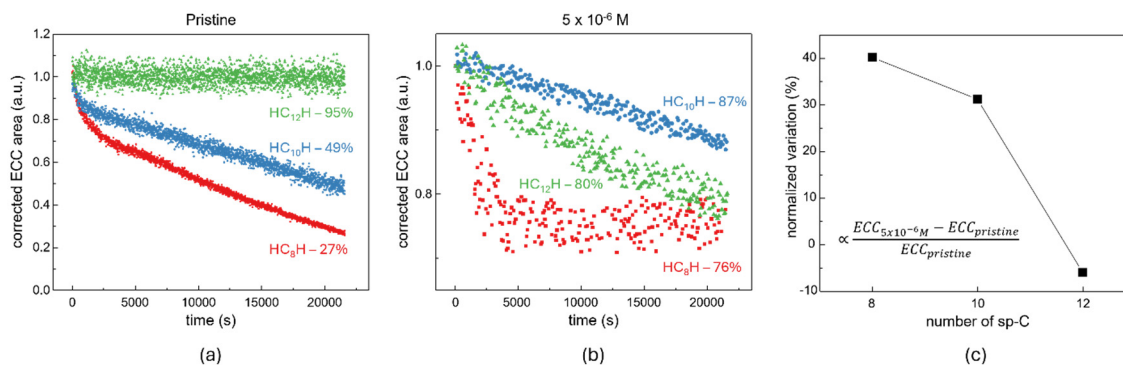 Pristine
corrected ECC area (a.u.)
1.2
1.0
0.8
0.6
0.4
0.2
0.0
HC₁₂H – 95%
HC₁₀H – 49%
HC₈H – 27%
0 5000 10000 15000 20000
time (s)
(a)
5 x 10⁻⁶ M
corrected ECC area (a.u.)
1.0
0.8
HC₁₀H – 87%
HC₁₂H – 80%
HC₈H – 76%
0 5000 10000 15000 20000
time (s)
(b)
normalized variation (%)
40
30
20
10
0
-10
∝ (ECC₅ₓ₁₀⁻⁶M − ECCpristine) / ECCpristine
8 10 12
number of sp-C
(c)